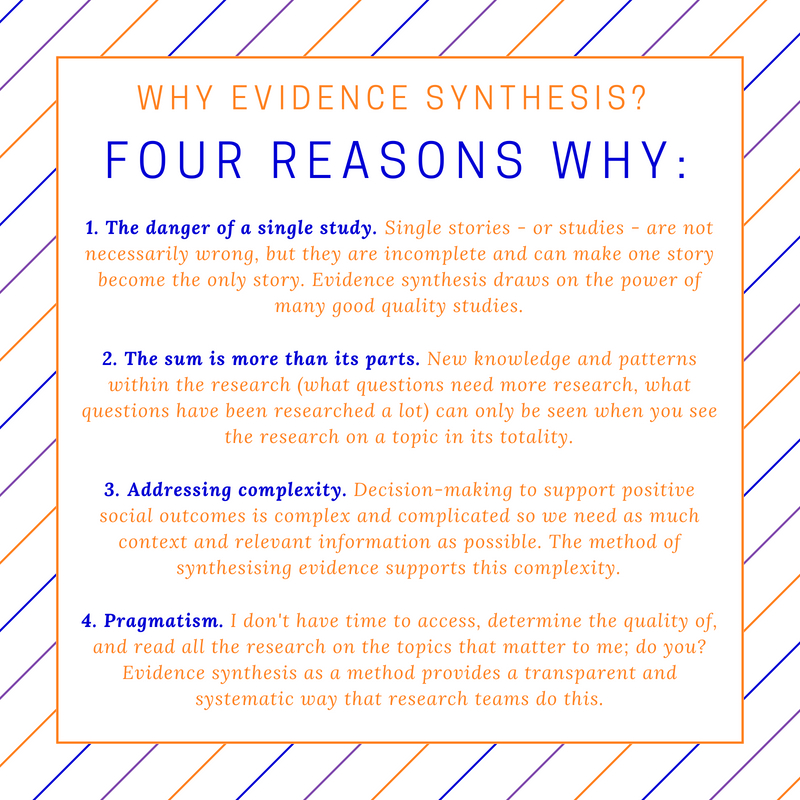 WHY EVIDENCE SYNTHESIS?
FOUR REASONS WHY:
1. The danger of a single study. Single stories - or studies - are not
necessarily wrong, but they are incomplete and can make one story
become the only story. Evidence synthesis draws on the power of
many good quality studies.
2. The sum is more than its parts. New knowledge and patterns
within the research (what questions need more research, what
questions have been researched a lot) can only be seen when you see
the research on a topic in its totality.
3. Addressing complexity. Decision-making to support positive
social outcomes is complex and complicated so we need as much
context and relevant information as possible. The method of
synthesising evidence supports this complexity.
4. Pragmatism. I don't have time to access, determine the quality of,
and read all the research on the topics that matter to me; do you?
Evidence synthesis as a method provides a transparent and
systematic way that research teams do this.